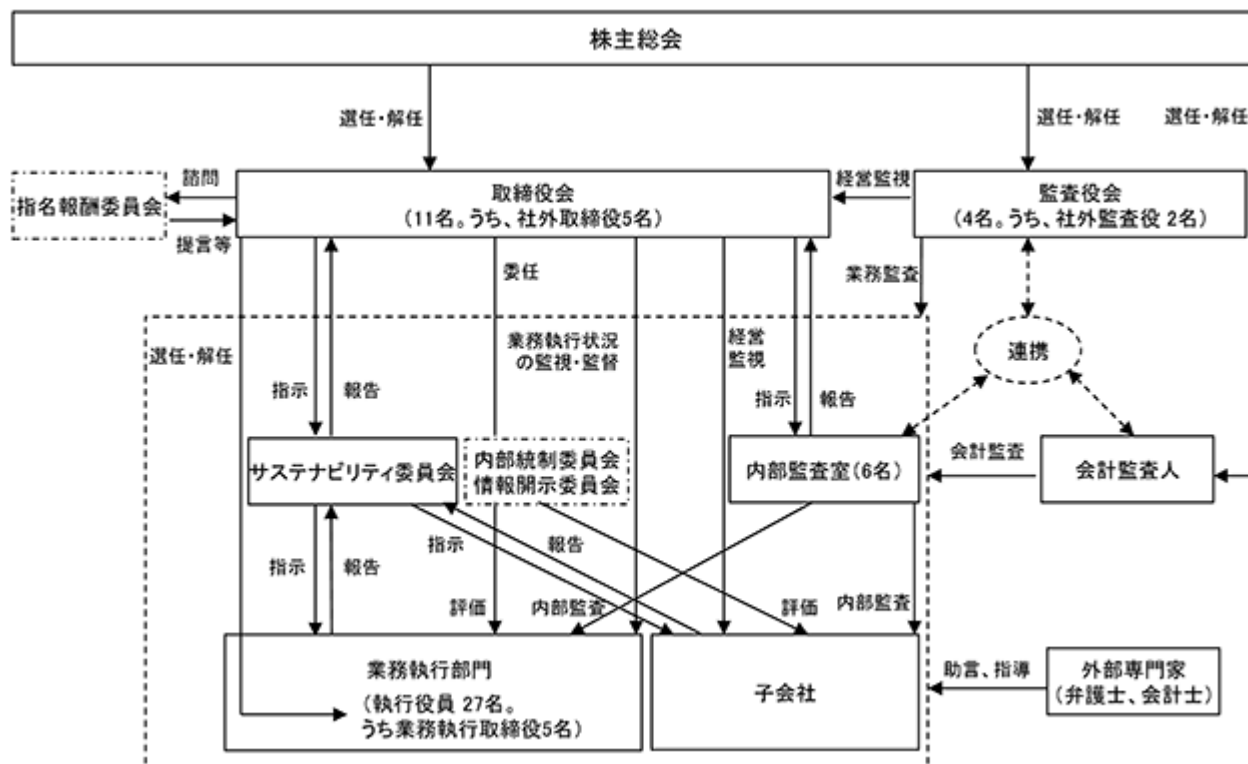 株主総会
選任・解任
選任・解任
選任・解任
諮問
指名報酬委員会
提言等
取締役会
(11名。うち、社外取締役5名)
経営監視
監査役会
(4名。うち、社外監査役 2名)
委任
業務監査
選任・解任
業務執行状況
の監視・監督
経営
監視
連携
指示
報告
指示
報告
サステナビリティ委員会
内部統制委員会
情報開示委員会
内部監査室(6名)
会計監査
会計監査人
指示
報告
指示
報告
評価
内部監査
評価
内部監査
業務執行部門
(執行役員 27名。
うち業務執行取締役5名)
子会社
助言、指導
外部専門家
(弁護士、会計士)